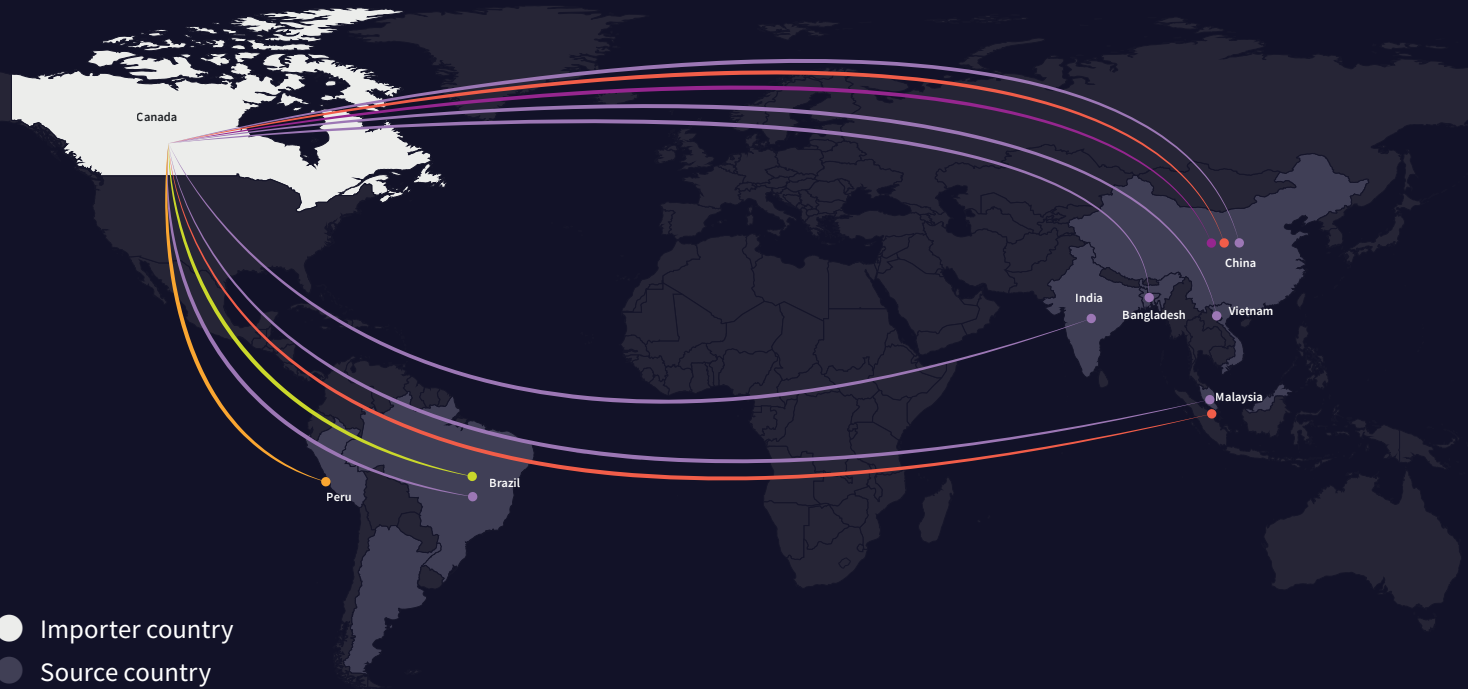 Canada
China
India
Bangladesh
Vietnam
Malaysia
Brazil
Peru
Importer country
Source country